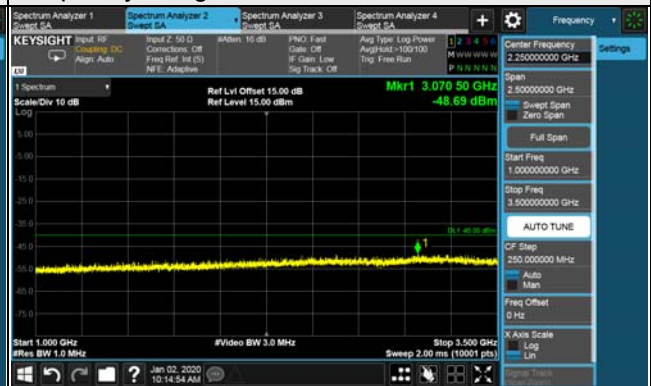 Spectrum Analyzer 1
Swept SA
Spectrum Analyzer 2
Swept SA
Spectrum Analyzer 3
Swept SA
Spectrum Analyzer 4
Swept SA
+
Frequency
KEYSIGHT
Input: RF
Coupling: DC
Align: Auto
Input Z: 50 Ω
Corrections: Off
Freq Ref: Int (S)
NFE: Adaptive
#Atten: 16 dB
PNO: Fast
Gate: Off
IF Gain: Low
Sig Track: Off
Avg Type: Log-Power
Avg|Hold: >100/100
Trig: Free Run
1 2 3 4 5 6
M W W W W W
P N N N N N
Center Frequency
2.250000000 GHz
Settings
Span
2.50000000 GHz
Swept Span
Zero Span
Full Span
Start Freq
1.000000000 GHz
Stop Freq
3.500000000 GHz
AUTO TUNE
CF Step
250.000000 MHz
Auto
Man
Freq Offset
0 Hz
X Axis Scale
Log
Lin
Signal Track
LXI
1 Spectrum
Scale/Div 10 dB
Log
Ref Lvl Offset 15.00 dB
Ref Level 15.00 dBm
Mkr1 3.070 50 GHz
-48.69 dBm
5.00
-5.00
-15.0
-25.0
-35.0
-45.0
-55.0
-65.0
-75.0
1
Start 1.000 GHz
#Res BW 1.0 MHz
#Video BW 3.0 MHz
Stop 3.500 GHz
Sweep 2.00 ms (10001 pts)
?
Jan 02, 2020
10:14:54 AM